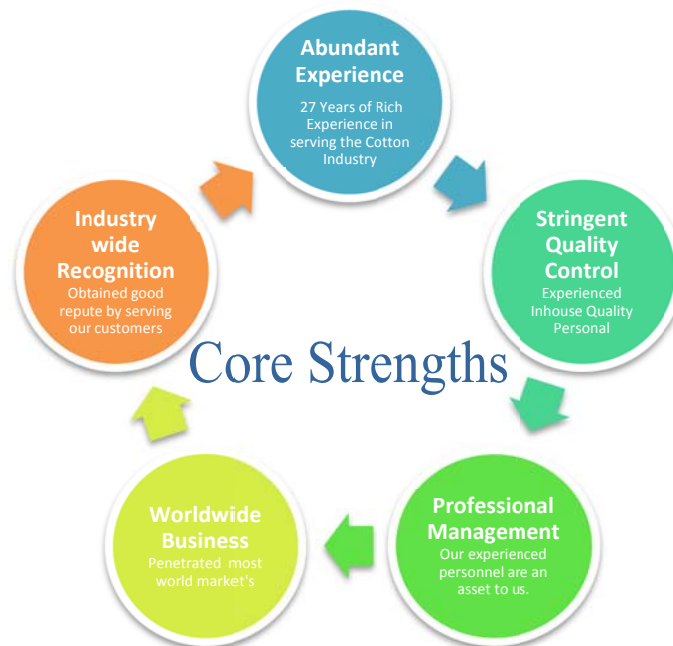 Abundant
Experience
27 Years of Rich
Experience in
serving the Cotton
Industry
Stringent
Quality
Control
Experienced
Inhouse Quality
Personal
Professional
Management
Our experienced
personnel are an
asset to us.
Worldwide
Business
Penetrated most
world market's
Industry
wide
Recognition
Obtained good
repute by serving
our customers
Core Strengths